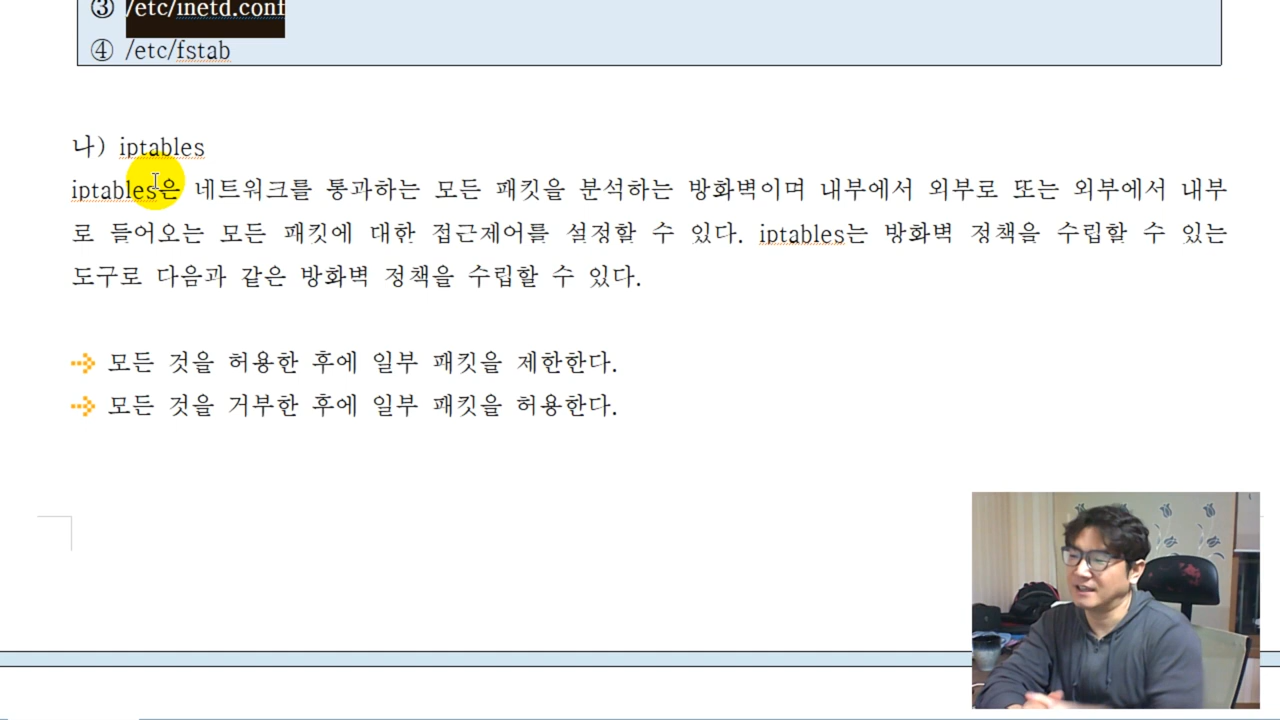 ③ /etc/inetd.conf
④ /etc/fstab
나) iptables
iptables은 네트워크를 통과하는 모든 패킷을 분석하는 방화벽이며 내부에서 외부로 또는 외부에서 내부
로 들어오는 모든 패킷에 대한 접근제어를 설정할 수 있다. iptables는 방화벽 정책을 수립할 수 있는
도구로 다음과 같은 방화벽 정책을 수립할 수 있다.
모든 것을 허용한 후에 일부 패킷을 제한한다.
모든 것을 거부한 후에 일부 패킷을 허용한다.